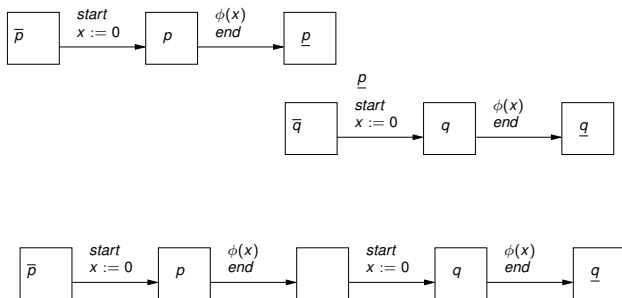 start ϕ(x)
p̅ x := 0 p end p̲
p̲
start ϕ(x)
q̅ x := 0 q end q̲
start ϕ(x) start ϕ(x)
p̅ x := 0 p end x := 0 q end q̲